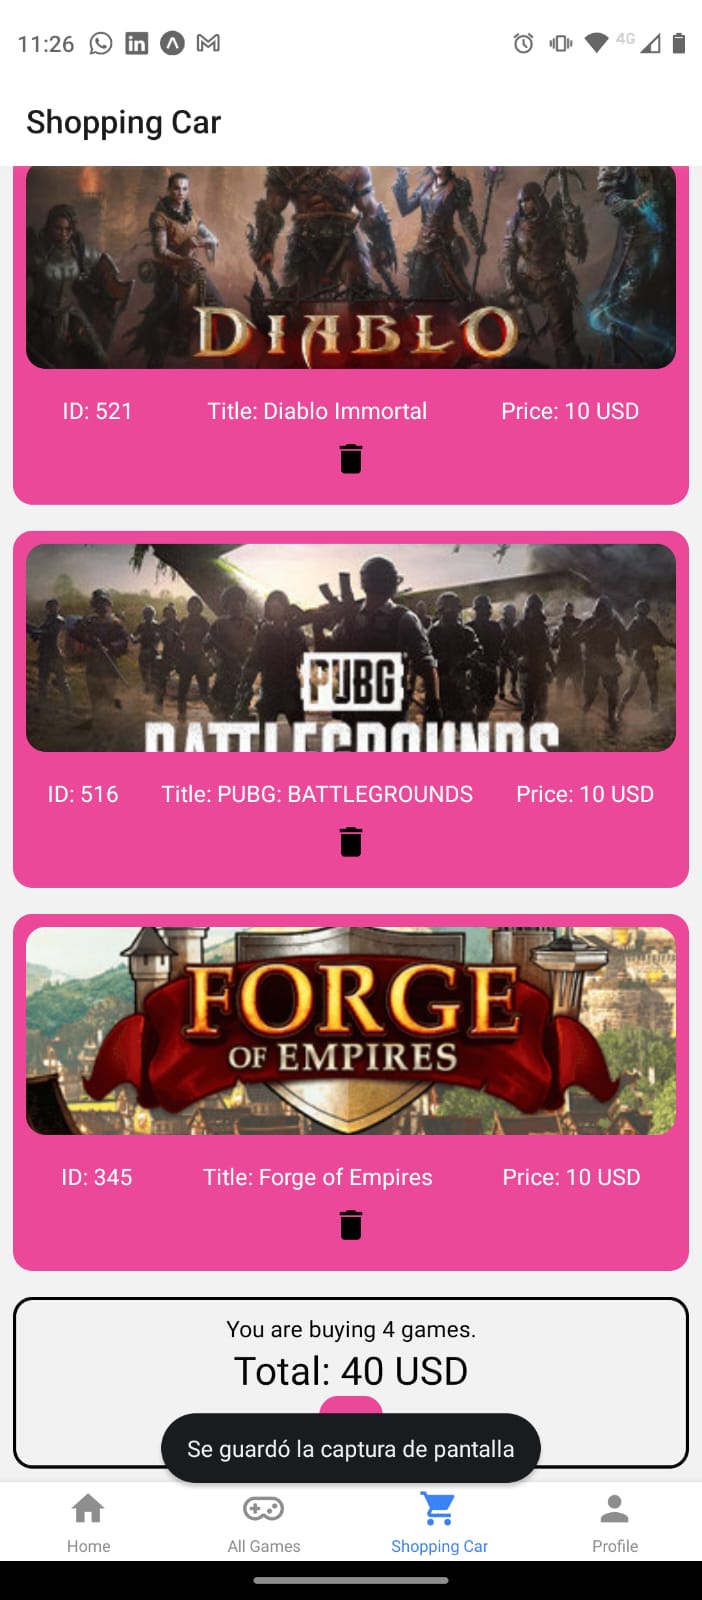 11:26
4G
Shopping Car
DIABLO
ID: 521 Title: Diablo Immortal Price: 10 USD
PUBG
BATTLEGROUNDS
ID: 516 Title: PUBG: BATTLEGROUNDS Price: 10 USD
FORGE
OF EMPIRES
ID: 345 Title: Forge of Empires Price: 10 USD
You are buying 4 games.
Total: 40 USD
Se guardó la captura de pantalla
Home All Games Shopping Car Profile